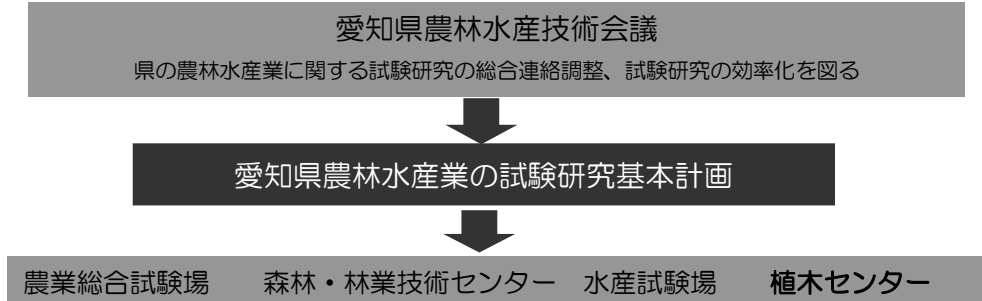 愛知県農林水産技術会議
県の農林水産業に関する試験研究の総合連絡調整、試験研究の効率化を図る
愛知県農林水産業の試験研究基本計画
農業総合試験場　森林・林業技術センター　水産試験場　植木センター